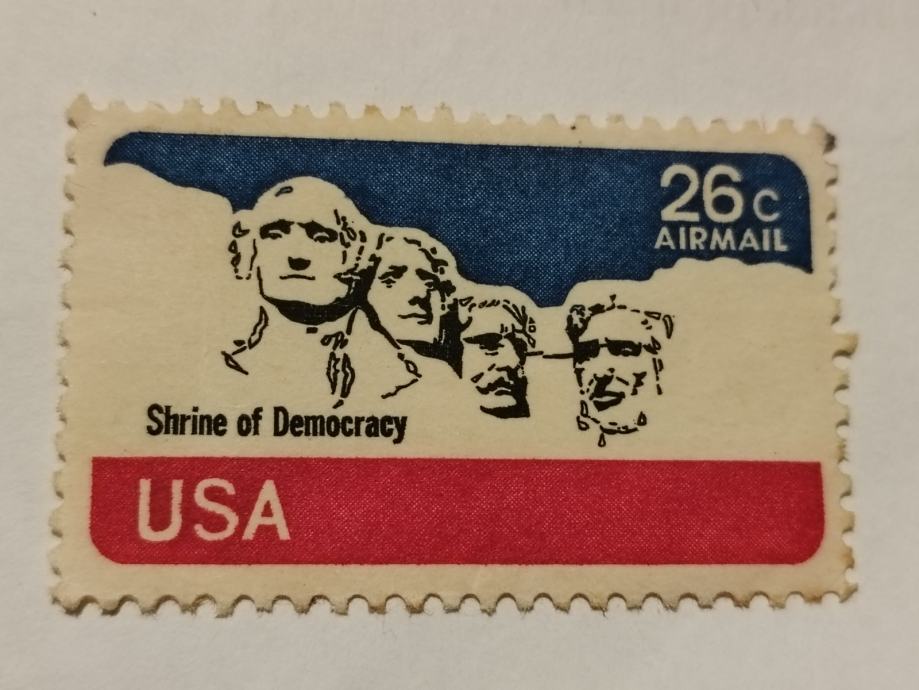 26c
AIRMAIL
Shrine of Democracy
USA